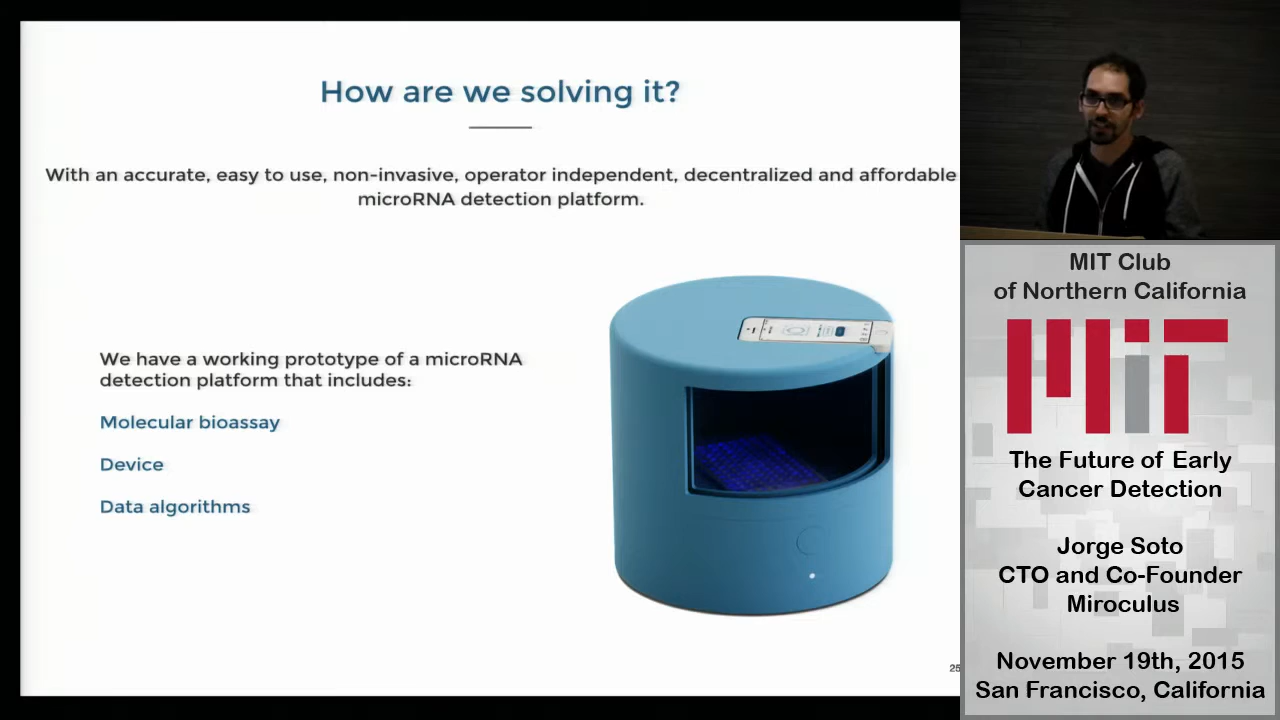 How are we solving it?
With an accurate, easy to use, non-invasive, operator independent, decentralized and affordable
microRNA detection platform.
We have a working prototype of a microRNA
detection platform that includes:
Molecular bioassay
Device
Data algorithms
25
MIT Club
of Northern California
MIT
The Future of Early
Cancer Detection
Jorge Soto
CTO and Co-Founder
Miroculus
November 19th, 2015
San Francisco, California